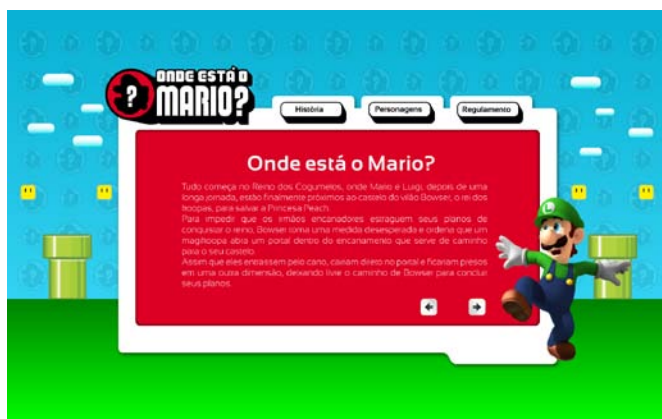 ONDE ESTÁ O
MARIO?
?
História
Personagens
Regulamento
Onde está o Mario?
Tudo começa no Reino dos Cogumelos, onde Mario e Luigi, depois de uma
longa jornada, estão finalmente próximos ao castelo do vilão Bowser, o rei dos
troopas, para salvar a Princesa Peach.
Para impedir que os irmãos encanadores estraguem seus planos de
conquistar o reino, Bowser toma uma medida desesperada e ordena que um
magikoopa abra um portal dentro do encanamento que serve de caminho
para o seu castelo.
Assim que eles entrassem pelo cano, cairiam direto no portal e ficariam presos
em uma outra dimensão, deixando livre o caminho de Bowser para concluir
seus planos.
L